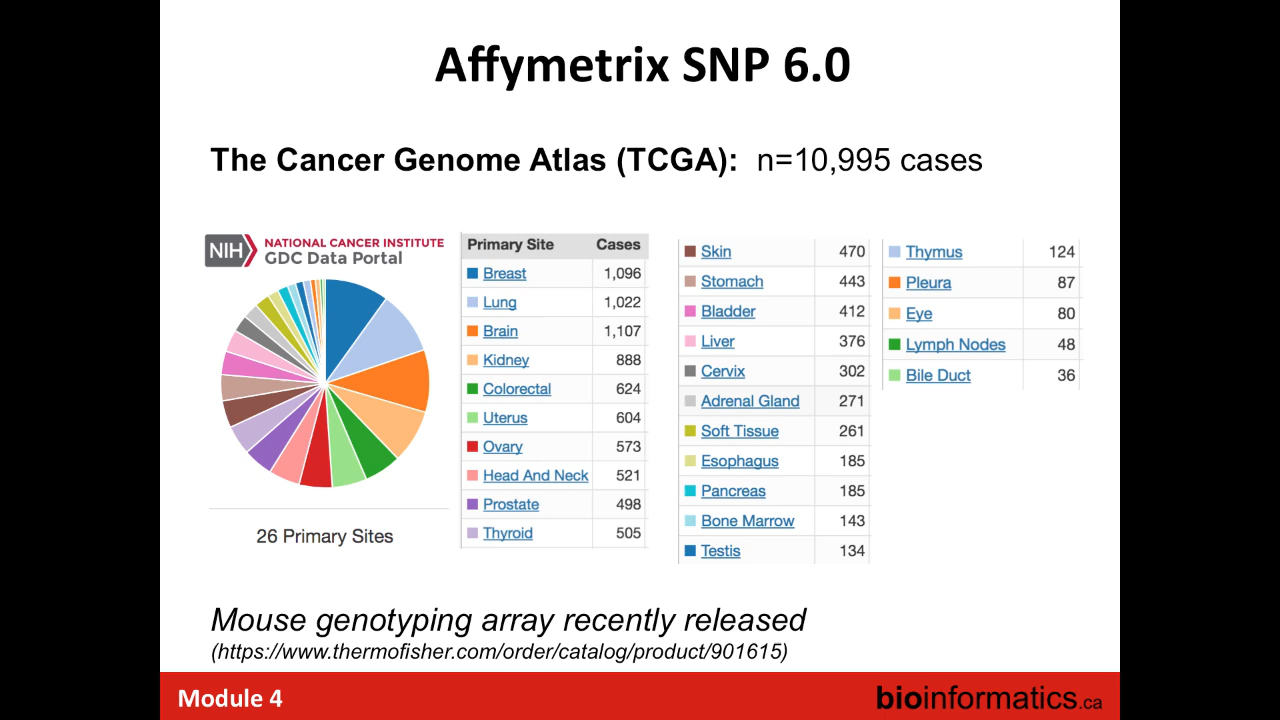 Affymetrix SNP 6.0
The Cancer Genome Atlas (TCGA): n=10,995 cases
NIH NATIONAL CANCER INSTITUTE
GDC Data Portal
26 Primary Sites
Primary Site Cases
Breast 1,096
Lung 1,022
Brain 1,107
Kidney 888
Colorectal 624
Uterus 604
Ovary 573
Head And Neck 521
Prostate 498
Thyroid 505
Skin 470
Stomach 443
Bladder 412
Liver 376
Cervix 302
Adrenal Gland 271
Soft Tissue 261
Esophagus 185
Pancreas 185
Bone Marrow 143
Testis 134
Thymus 124
Pleura 87
Eye 80
Lymph Nodes 48
Bile Duct 36
Mouse genotyping array recently released
(https://www.thermofisher.com/order/catalog/product/901615)
Module 4
bioinformatics.ca